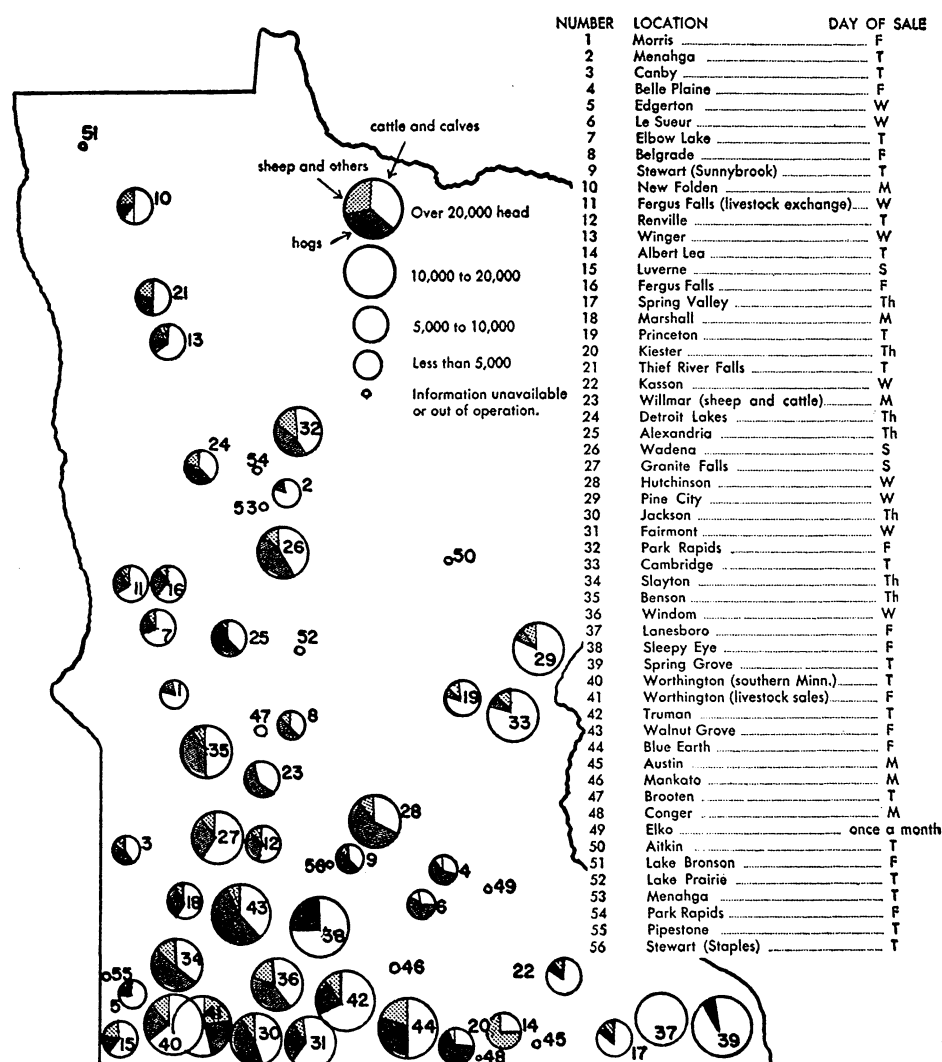 NUMBER LOCATION DAY OF SALE
1 Morris F
2 Menahga T
3 Canby T
4 Belle Plaine F
5 Edgerton W
6 Le Sueur W
7 Elbow Lake T
8 Belgrade F
9 Stewart (Sunnybrook) T
10 New Folden M
11 Fergus Falls (livestock exchange) W
12 Renville T
13 Winger W
14 Albert Lea T
15 Luverne S
16 Fergus Falls F
17 Spring Valley Th
18 Marshall M
19 Princeton T
20 Kiester Th
21 Thief River Falls T
22 Kasson W
23 Willmar (sheep and cattle) M
24 Detroit Lakes Th
25 Alexandria Th
26 Wadena S
27 Granite Falls S
28 Hutchinson W
29 Pine City W
30 Jackson Th
31 Fairmont W
32 Park Rapids F
33 Cambridge T
34 Slayton Th
35 Benson Th
36 Windom W
37 Lanesboro F
38 Sleepy Eye F
39 Spring Grove T
40 Worthington (southern Minn.) T
41 Worthington (livestock sales) F
42 Truman T
43 Walnut Grove F
44 Blue Earth F
45 Austin M
46 Mankato M
47 Brooten T
48 Conger M
49 Elko once a month
50 Aitkin T
51 Lake Bronson F
52 Lake Prairie T
53 Menahga T
54 Park Rapids F
55 Pipestone T
56 Stewart (Staples) T
cattle and calves
sheep and others
hogs
Over 20,000 head
10,000 to 20,000
5,000 to 10,000
Less than 5,000
Information unavailable
or out of operation.
51
10
21
13
32
24
54
2
53
26
50
11
16
7
25
52
29
1
19
33
47
8
35
23
28
27
12
3
56
9
4
49
18
43
6
38
34
55
36
46
22
5
42
40
41
44
37
39
15
30
31
20
14
45
17
48